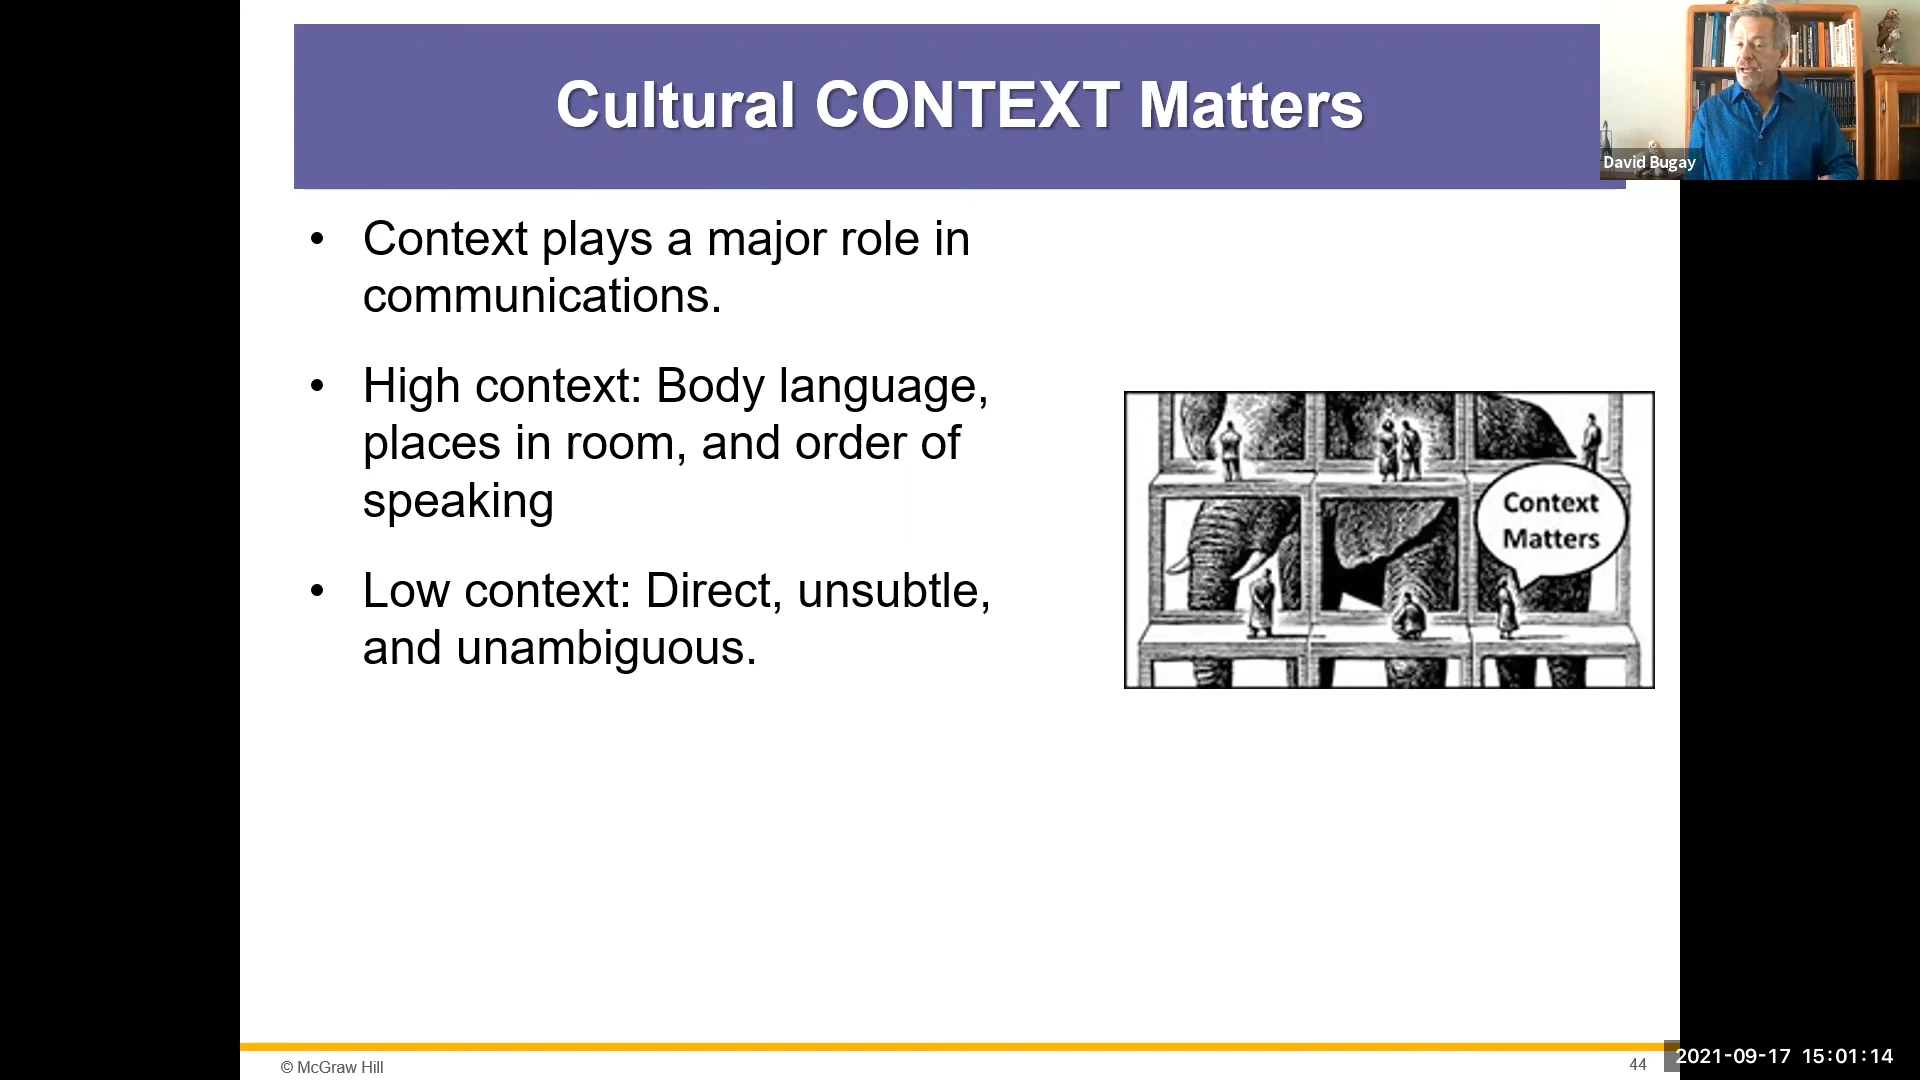 Cultural CONTEXT Matters
David Bugay
• Context plays a major role in
communications.
• High context: Body language,
places in room, and order of
speaking
• Low context: Direct, unsubtle,
and unambiguous.
Context
Matters
© McGraw Hill
44
2021-09-17 15:01:14